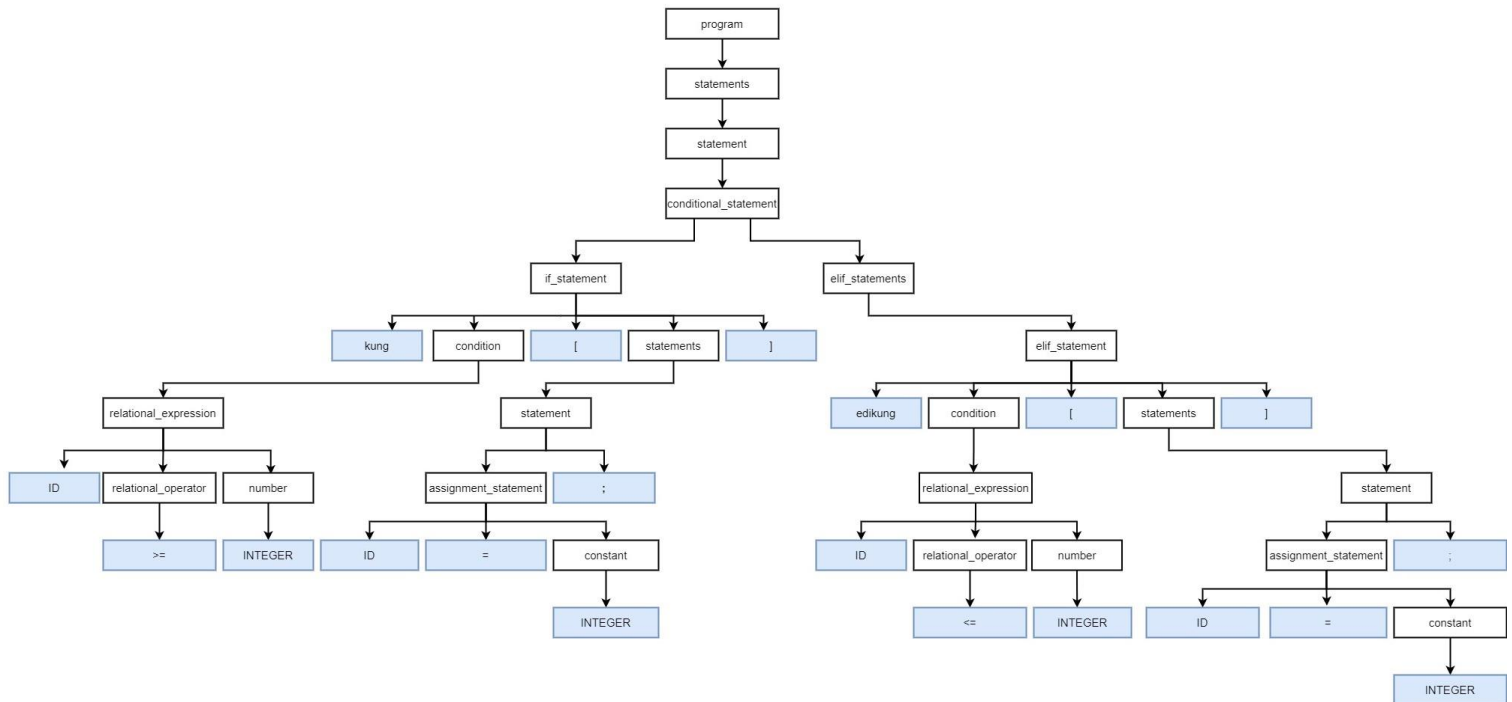 program
statements
statement
conditional_statement
if_statement
elif_statements
kung
condition
[
statements
]
elif_statement
relational_expression
statement
edikung
condition
[
statements
]
ID
relational_operator
number
assignment_statement
;
relational_expression
statement
>=
INTEGER
ID
=
constant
ID
relational_operator
number
assignment_statement
;
INTEGER
<=
INTEGER
ID
=
constant
INTEGER